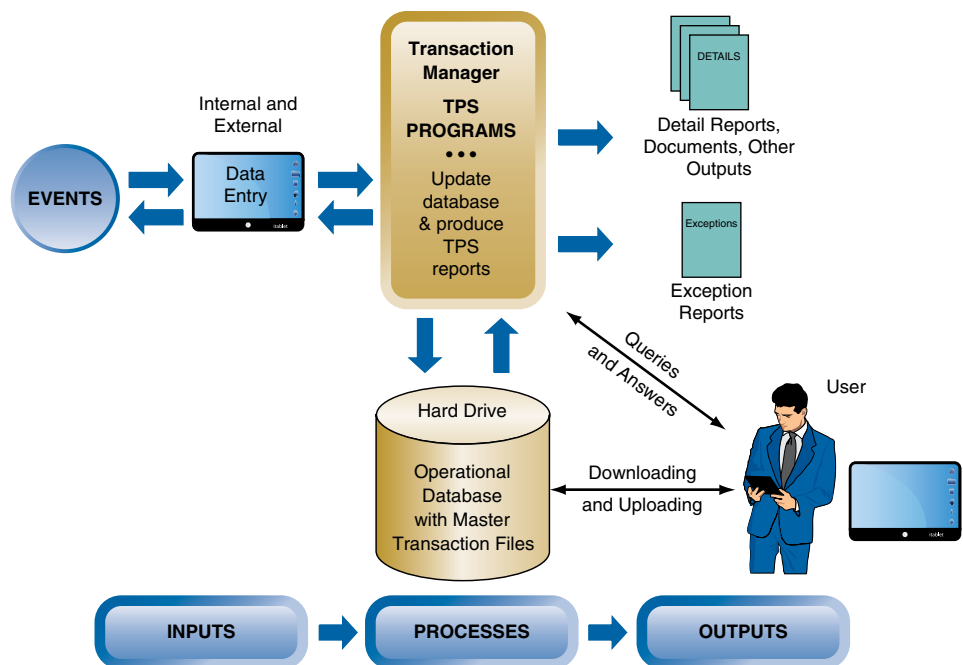 Transaction
Manager
TPS
PROGRAMS
•••
Update
database
& produce
TPS
reports
Internal and
External
EVENTS
Data
Entry
itablet
DETAILS
Detail Reports,
Documents, Other
Outputs
Exceptions
Exception
Reports
Queries
and Answers
User
Hard Drive
Operational
Database
with Master
Transaction Files
Downloading
and Uploading
itablet
INPUTS
PROCESSES
OUTPUTS